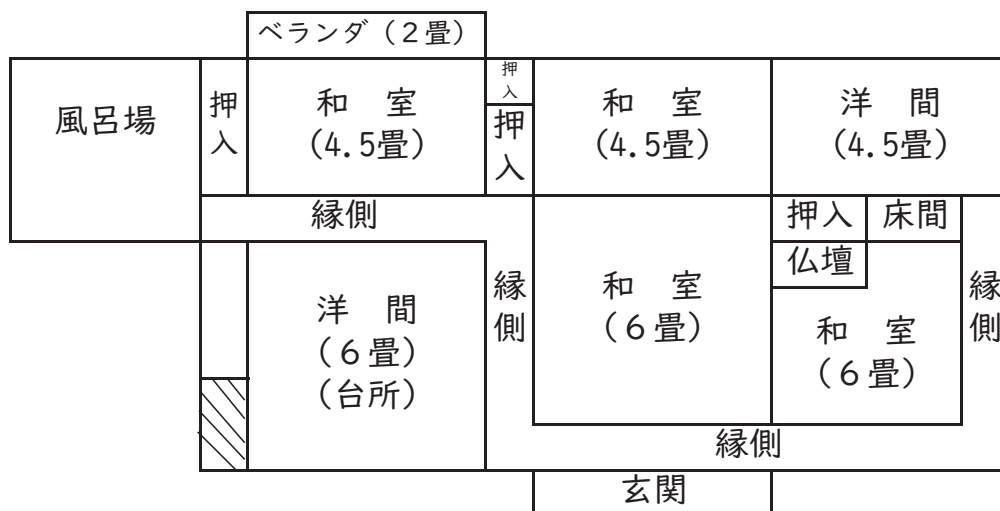 ベランダ（２畳）
風呂場
押入
和　室
(4.5畳)
押入
押入
和　室
(4.5畳)
洋　間
(4.5畳)
縁側
押入
床間
仏壇
洋　間
(６畳)
(台所)
縁側
和　室
(６畳)
和　室
(６畳)
縁側
縁側
玄関